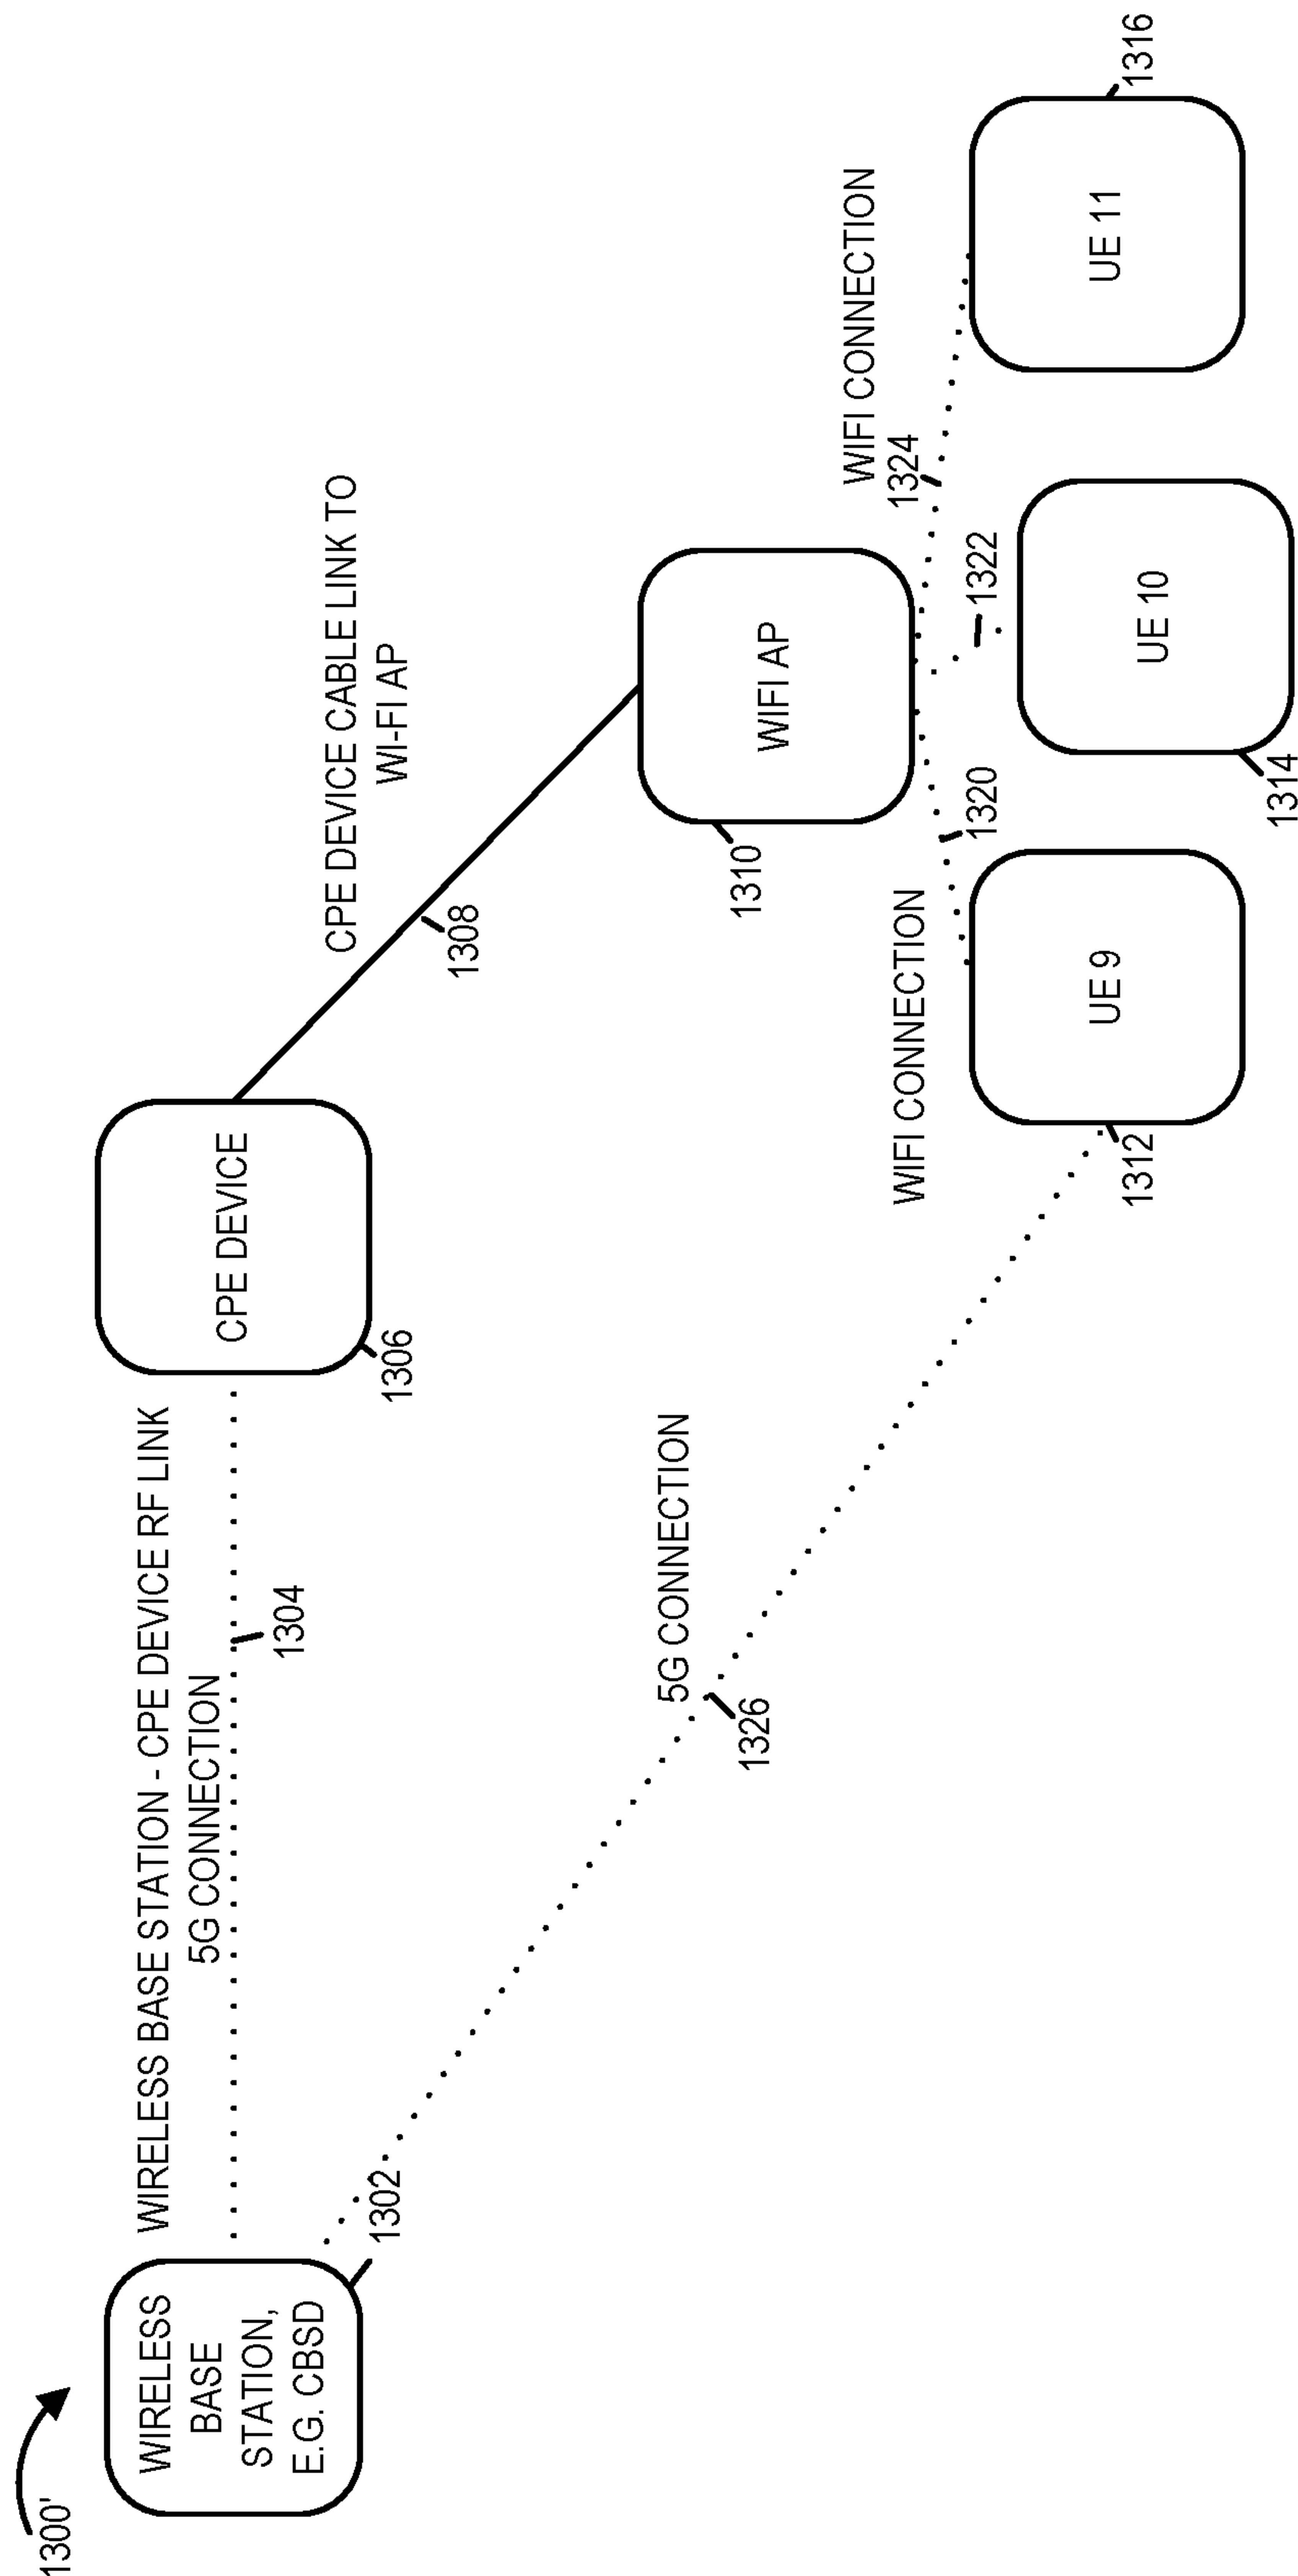 1300'
WIRELESS
BASE
STATION,
E.G. CBSD
1302
WIRELESS BASE STATION - CPE DEVICE RF LINK
5G CONNECTION
1304
CPE DEVICE
1306
CPE DEVICE CABLE LINK TO
WI-FI AP
1308
5G CONNECTION
1326
WIFI AP
1310
WIFI CONNECTION
1320
1322
WIFI CONNECTION
1324
UE 9
1312
UE 10
1314
UE 11
1316